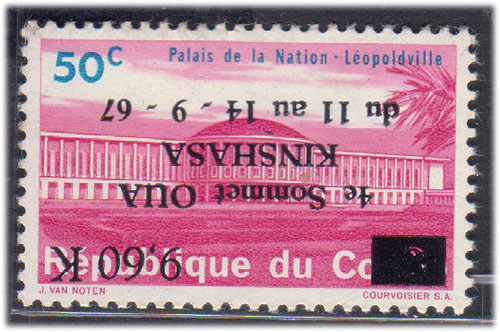 50c Palais de la Nation - Léopoldville
4e Sommet OUA
KINSHASA
du 11 au 14 - 9 - 67
9,60 K
République du Co
J. VAN NOTEN COURVOISIER S.A.